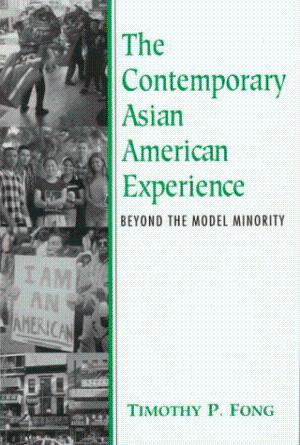 The
Contemporary
Asian
American
Experience
BEYOND THE MODEL MINORITY
I AM
AN
AMERICAN
TIMOTHY P. FONG